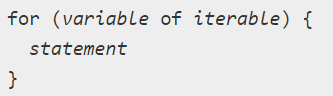 for (variable of iterable) {
  statement
}